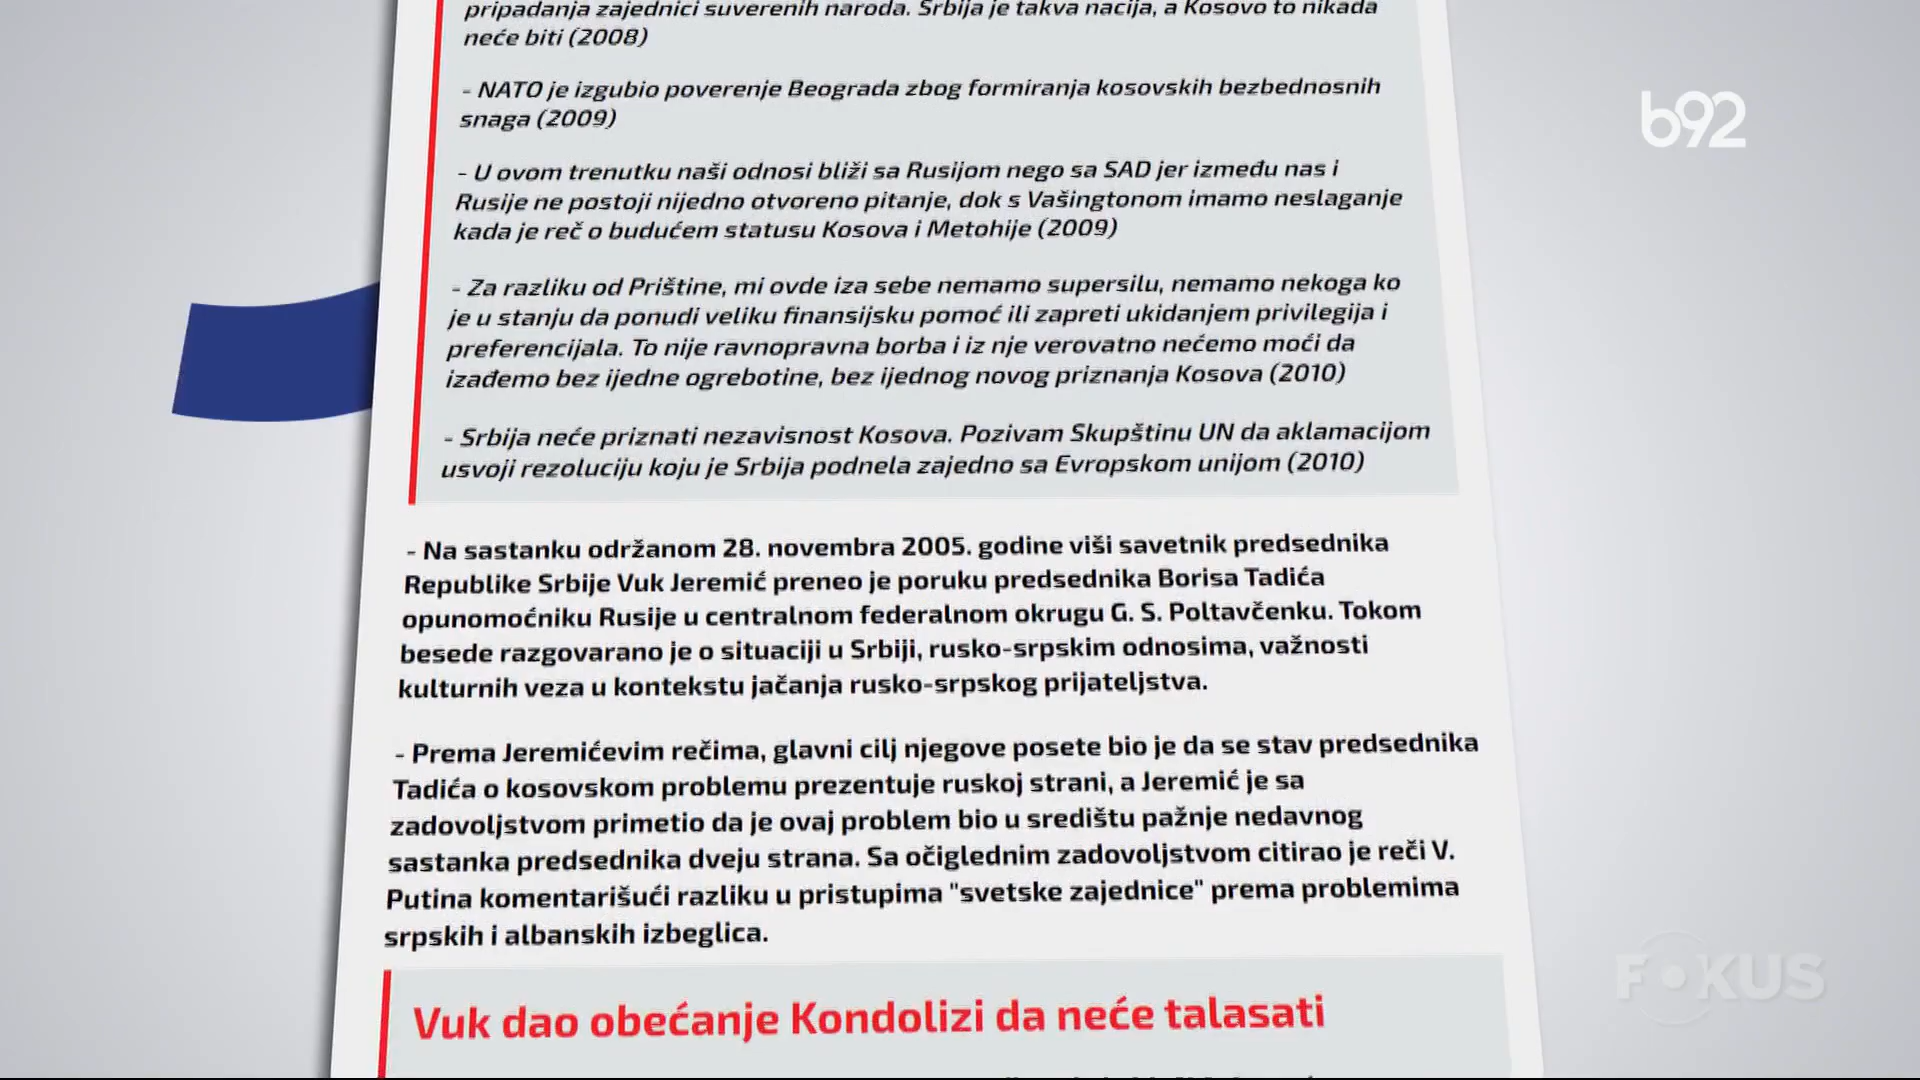 pripadanja zajednici suverenih naroda. Srbija je takva nacija, a Kosovo to nikada
neće biti (2008)
- NATO je izgubio poverenje Beograda zbog formiranja kosovskih bezbednosnih
snaga (2009)
- U ovom trenutku naši odnosi bliži sa Rusijom nego sa SAD jer između nas i
Rusije ne postoji nijedno otvoreno pitanje, dok s Vašingtonom imamo neslaganje
kada je reč o budućem statusu Kosova i Metohije (2009)
- Za razliku od Prištine, mi ovde iza sebe nemamo supersilu, nemamo nekoga ko
je u stanju da ponudi veliku finansijsku pomoć ili zapreti ukidanjem privilegija i
preferencijala. To nije ravnopravna borba i iz nje verovatno nećemo moći da
izađemo bez ijedne ogrebotine, bez ijednog novog priznanja Kosova (2010)
- Srbija neće priznati nezavisnost Kosova. Pozivam Skupštinu UN da aklamacijom
usvoji rezoluciju koju je Srbija podnela zajedno sa Evropskom unijom (2010)
- Na sastanku održanom 28. novembra 2005. godine viši savetnik predsednika
Republike Srbije Vuk Jeremić preneo je poruku predsednika Borisa Tadića
opunomoćniku Rusije u centralnom federalnom okrugu G. S. Poltavčenku. Tokom
besede razgovarano je o situaciji u Srbiji, rusko-srpskim odnosima, važnosti
kulturnih veza u kontekstu jačanja rusko-srpskog prijateljstva.
- Prema Jeremićevim rečima, glavni cilj njegove posete bio je da se stav predsednika
Tadića o kosovskom problemu prezentuje ruskoj strani, a Jeremić je sa
zadovoljstvom primetio da je ovaj problem bio u središtu pažnje nedavnog
sastanka predsednika dveju strana. Sa očiglednim zadovoljstvom citirao je reči V.
Putina komentarišući razliku u pristupima "svetske zajednice" prema problemima
srpskih i albanskih izbeglica.
Vuk dao obećanje Kondolizi da neće talasati
b92
FOKUS